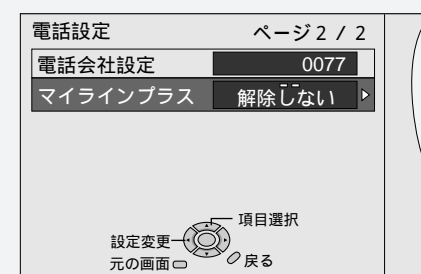 電話設定 ページ2 / 2
電話会社設定 0077
マイラインプラス 解除しない
項目選択
設定変更
元の画面 戻る